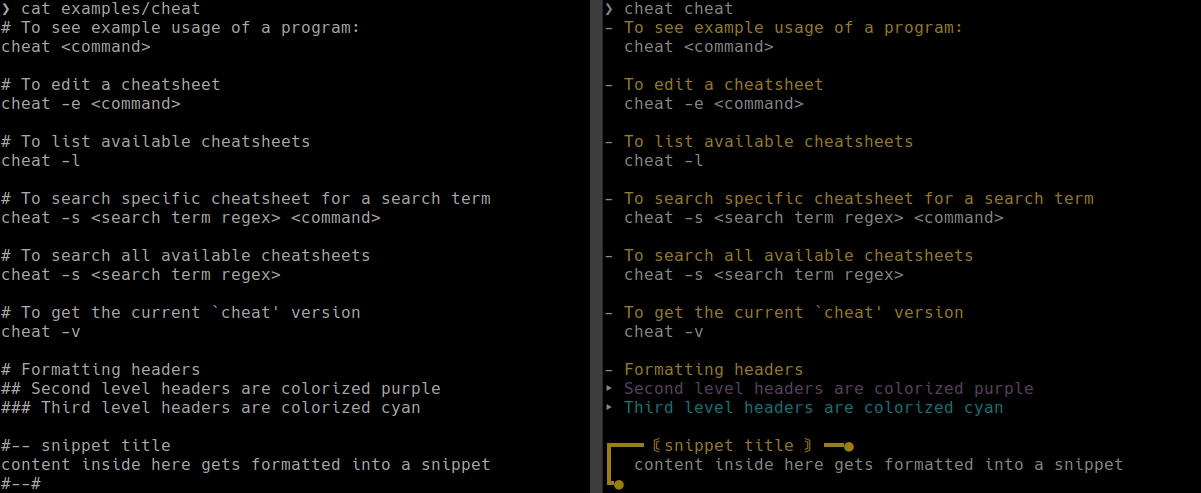 ❯ cat examples/cheat
# To see example usage of a program:
cheat <command>

# To edit a cheatsheet
cheat -e <command>

# To list available cheatsheets
cheat -l

# To search specific cheatsheet for a search term
cheat -s <search term regex> <command>

# To search all available cheatsheets
cheat -s <search term regex>

# To get the current `cheat' version
cheat -v

# Formatting headers
## Second level headers are colorized purple
### Third level headers are colorized cyan

#-- snippet title
content inside here gets formatted into a snippet
#--#

❯ cheat cheat
- To see example usage of a program:
  cheat <command>

- To edit a cheatsheet
  cheat -e <command>

- To list available cheatsheets
  cheat -l

- To search specific cheatsheet for a search term
  cheat -s <search term regex> <command>

- To search all available cheatsheets
  cheat -s <search term regex>

- To get the current `cheat' version
  cheat -v

- Formatting headers
‣ Second level headers are colorized purple
‣ Third level headers are colorized cyan

┏━━━ ⟅snippet title ⟆ ━━●
   content inside here gets formatted into a snippet
┗●